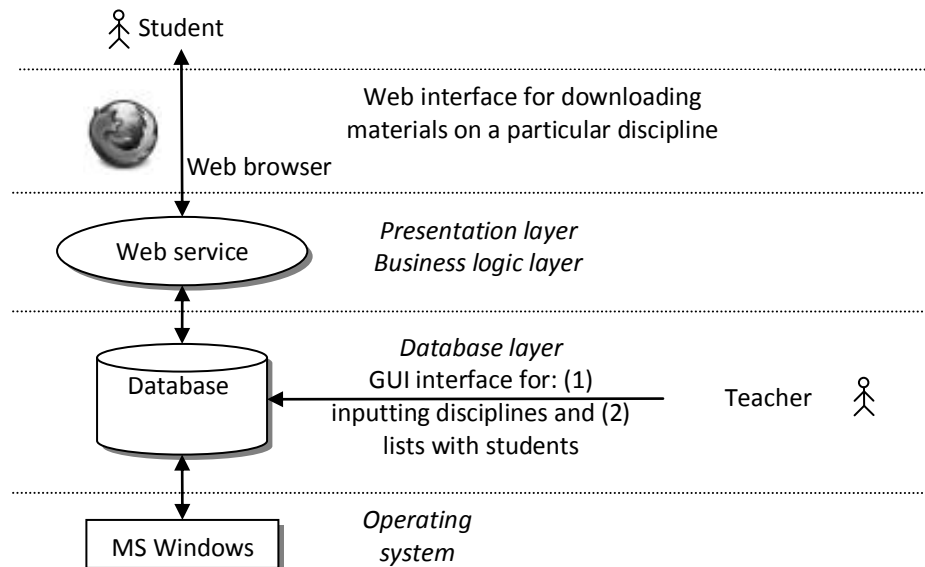 Student
Web interface for downloading
materials on a particular discipline
Web browser
Web service
Presentation layer
Business logic layer
Database
Database layer
GUI interface for: (1)
inputting disciplines and (2)
lists with students
Teacher
MS Windows
Operating
system